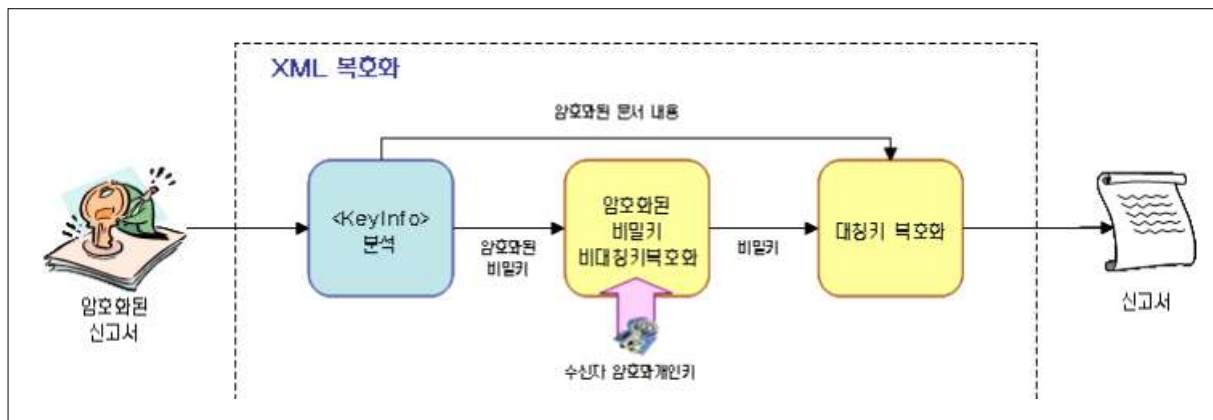 XML 복호화
암호화된 문서 내용
<KeyInfo>
분석
암호화된
비밀키
암호화된
비밀키
비대칭키복호화
비밀키
대칭키 복호화
암호화된
신고서
신고서
수신자 암호화개인키